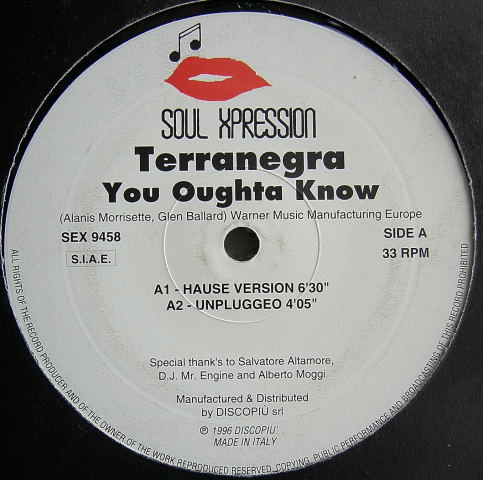 SOUL XPRESSION
Terranegra
You Oughta Know
(Alanis Morrisette, Glen Ballard) Warner Music Manufacturing Europe
SEX 9458
SIDE A
S.I.A.E.
33 RPM
A1 - HAUSE VERSION 6'30"
A2 - UNPLUGGEO 4'05"
Special thank's to Salvatore Altamore,
D.J. Mr. Engine and Alberto Moggi
Manufactured & Distributed
by DISCOPIÙ srl
℗ 1996 DISCOPIU'
MADE IN ITALY
ALL RIGHTS OF THE RECORD PRODUCER AND OF THE OWNER OF THE WORK REPRODUCED RESERVED. COPYING, PUBLIC PERFORMANCE AND BROADCASTING OF THIS RECORD PROHIBITED